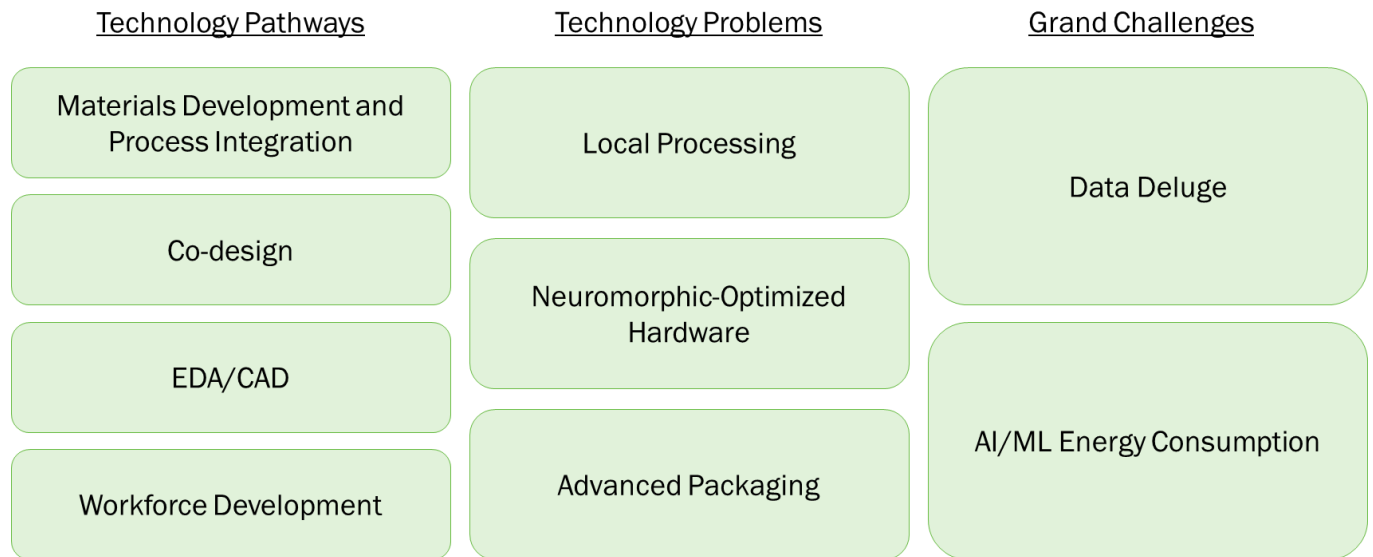 Technology Pathways
Materials Development and
Process Integration
Co-design
EDA/CAD
Workforce Development
Technology Problems
Local Processing
Neuromorphic-Optimized
Hardware
Advanced Packaging
Grand Challenges
Data Deluge
AI/ML Energy Consumption